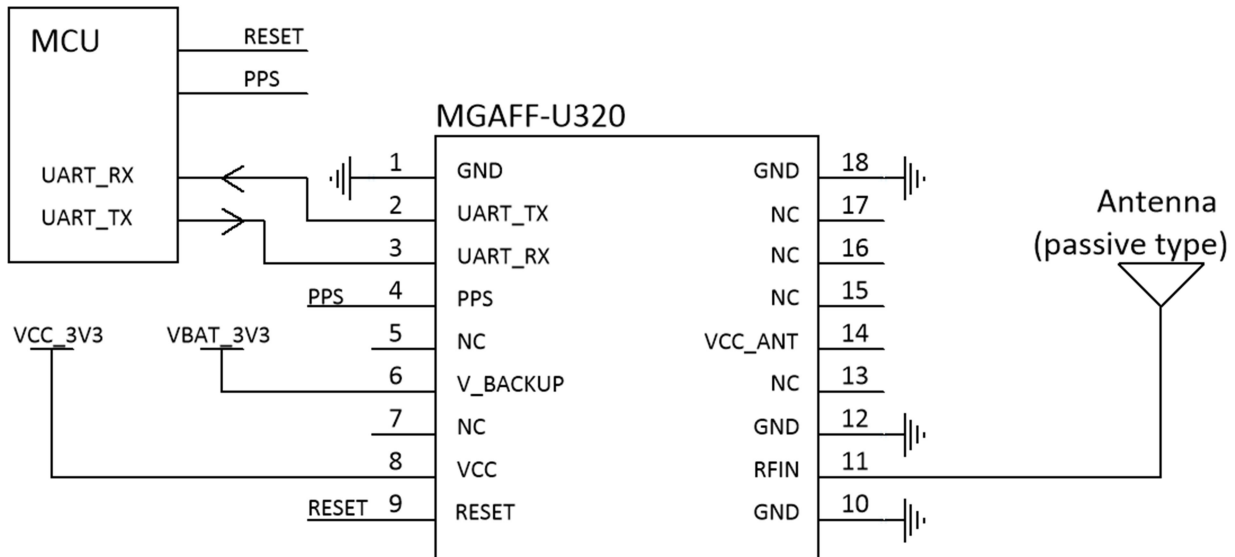 MCU
RESET
PPS
UART_RX
UART_TX
MGAFF-U320
1 GND
2 UART_TX
3 UART_RX
PPS 4 PPS
5 NC
6 V_BACKUP
7 NC
8 VCC
RESET 9 RESET
VCC_3V3
VBAT_3V3
GND 18
NC 17
NC 16
NC 15
VCC_ANT 14
NC 13
GND 12
RFIN 11
GND 10
Antenna
(passive type)